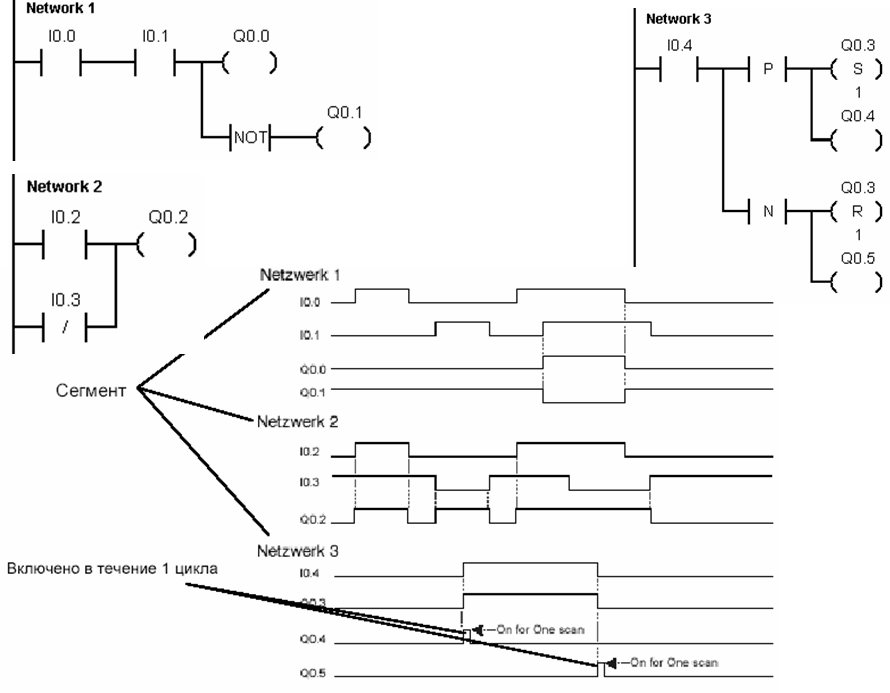 Network 1
I0.0 I0.1 Q0.0
NOT
Q0.1
Network 2
I0.2 Q0.2
I0.3
/
Network 3
I0.4
P
Q0.3
S
1
Q0.4
N
Q0.3
R
1
Q0.5
Netzwerk 1
I0.0
I0.1
Q0.0
Q0.1
Сегмент
Netzwerk 2
I0.2
I0.3
Q0.2
Netzwerk 3
Включено в течение 1 цикла
I0.4
Q0.3
Q0.4
On for One scan
Q0.5
On for One scan